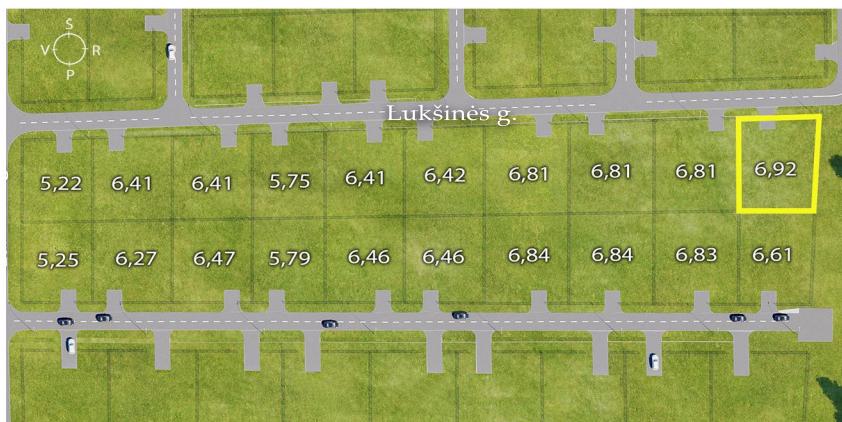 Š
V R
P
Lukšinės g.
5,22 6,41 6,41 5,75 6,41 6,42 6,81 6,81 6,81 6,92
5,25 6,27 6,47 5,79 6,46 6,46 6,84 6,84 6,83 6,61